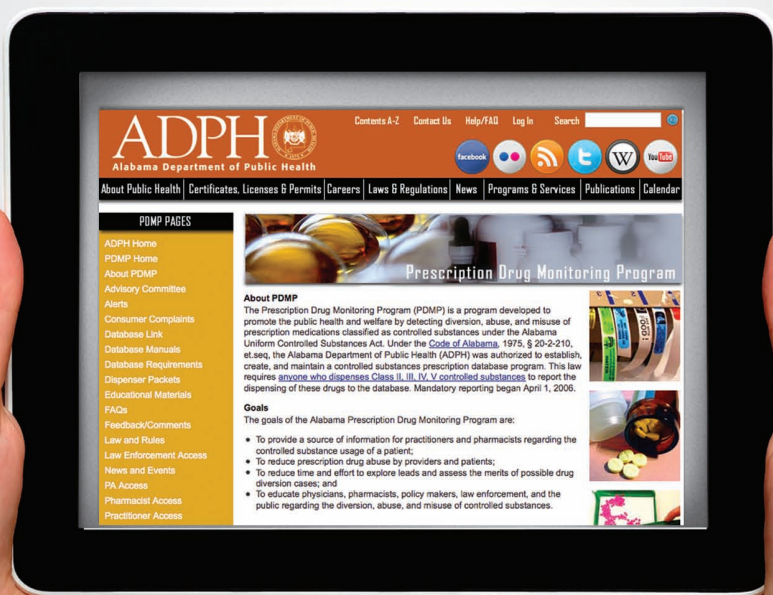 Contents A-Z Contact Us Help/FAQ Log In Search
ADPH
Alabama Department of Public Health
facebook W You Tube
About Public Health Certificates, Licenses & Permits Careers Laws & Regulations News Programs & Services Publications Calendar
PDMP PAGES
ADPH Home
PDMP Home
About PDMP
Advisory Committee
Alerts
Consumer Complaints
Database Link
Database Manuals
Database Requirements
Dispenser Packets
Educational Materials
FAQs
Feedback/Comments
Law and Rules
Law Enforcement Access
News and Events
PA Access
Pharmacist Access
Practitioner Access
Prescription Drug Monitoring Program
About PDMP
The Prescription Drug Monitoring Program (PDMP) is a program developed to
promote the public health and welfare by detecting diversion, abuse, and misuse of
prescription medications classified as controlled substances under the Alabama
Uniform Controlled Substances Act. Under the Code of Alabama, 1975, § 20-2-210,
et.seq, the Alabama Department of Public Health (ADPH) was authorized to establish,
create, and maintain a controlled substances prescription database program. This law
requires anyone who dispenses Class II, III, IV, V controlled substances to report the
dispensing of these drugs to the database. Mandatory reporting began April 1, 2006.
Goals
The goals of the Alabama Prescription Drug Monitoring Program are:
• To provide a source of information for practitioners and pharmacists regarding the
controlled substance usage of a patient;
• To reduce prescription drug abuse by providers and patients;
• To reduce time and effort to explore leads and assess the merits of possible drug
diversion cases; and
• To educate physicians, pharmacists, policy makers, law enforcement, and the
public regarding the diversion, abuse, and misuse of controlled substances.